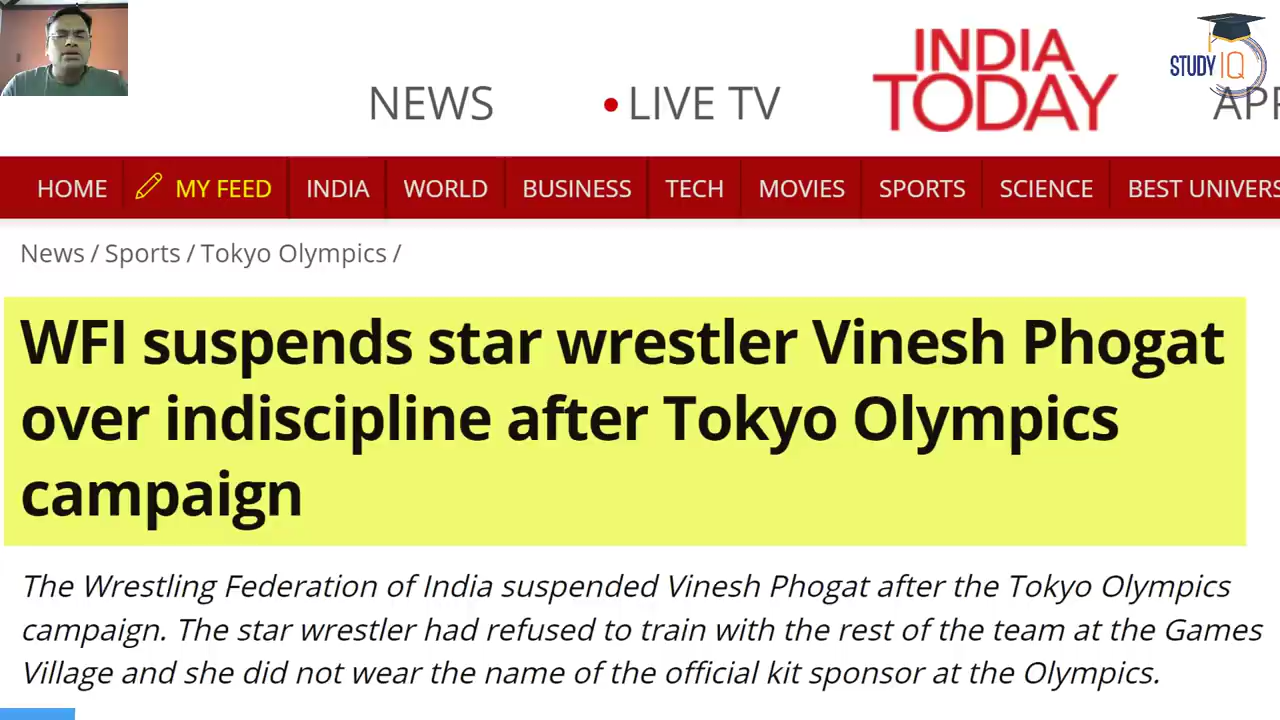 STUDY IQ
INDIA
TODAY
NEWS
LIVE TV
HOME
MY FEED
INDIA
WORLD
BUSINESS
TECH
MOVIES
SPORTS
SCIENCE
BEST
News / Sports / Tokyo Olympics /
WFI suspends star wrestler Vinesh Phogat
over indiscipline after Tokyo Olympics
campaign
The Wrestling Federation of India suspended Vinesh Phogat after the Tokyo Olympics
campaign. The star wrestler had refused to train with the rest of the team at the Games
Village and she did not wear the name of the official kit sponsor at the Olympics.